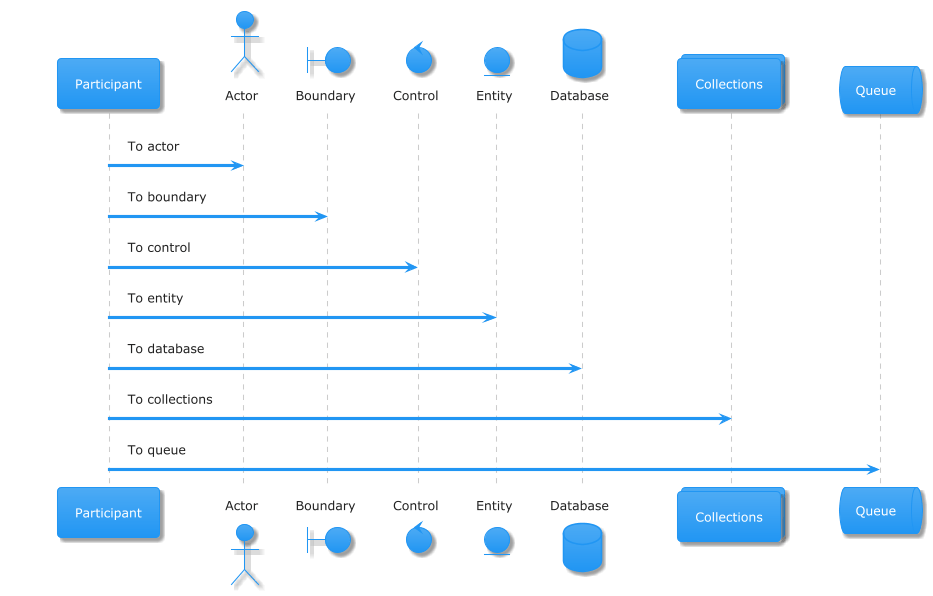 Participant
Actor
Boundary
Control
Entity
Database
Collections
Queue
To actor
To boundary
To control
To entity
To database
To collections
To queue
Participant
Actor
Boundary
Control
Entity
Database
Collections
Queue